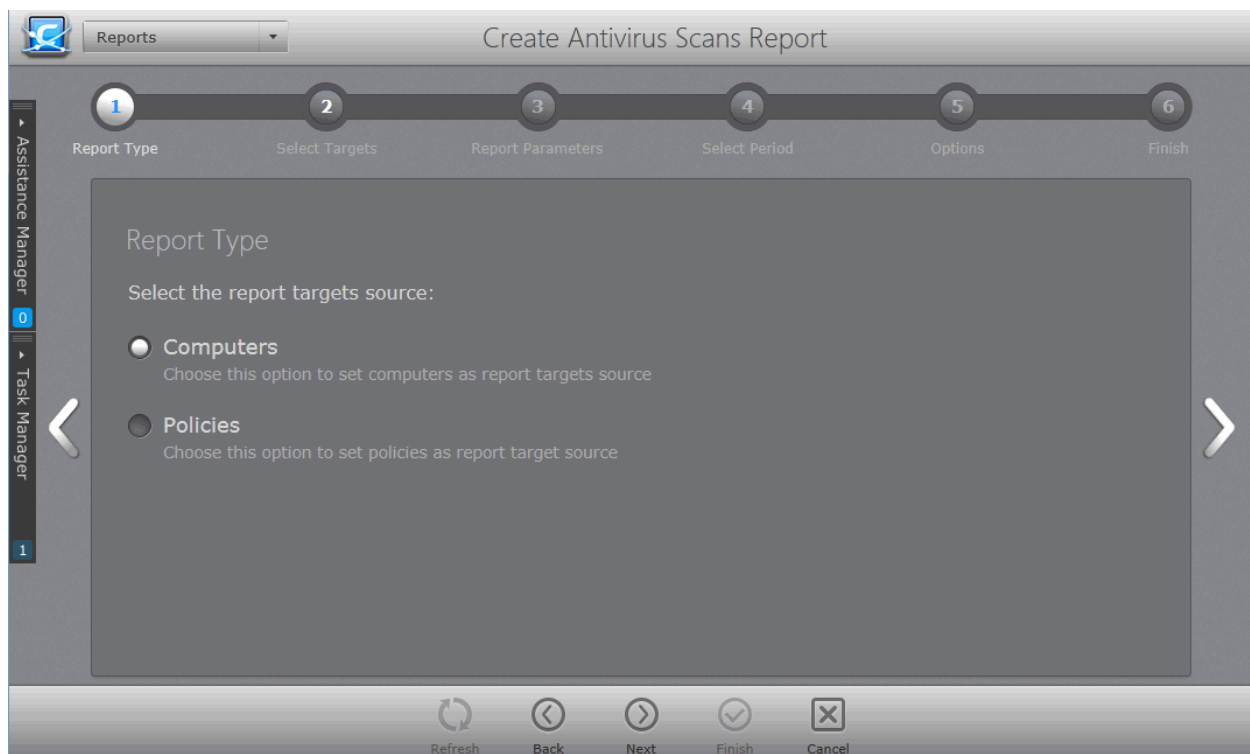 Reports
Create Antivirus Scans Report
1 2 3 4 5 6
Report Type Select Targets Report Parameters Select Period Options Finish
Assistance Manager
0
Task Manager
1
Report Type
Select the report targets source:
Computers
Choose this option to set computers as report targets source
Policies
Choose this option to set policies as report target source
Refresh Back Next Finish Cancel